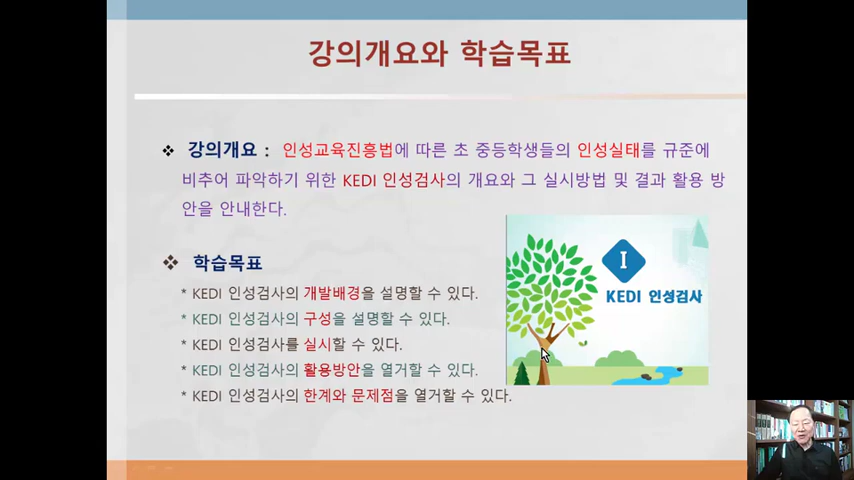 강의개요와 학습목표
❖ 강의개요 : 인성교육진흥법에 따른 초 중등학생들의 인성실태를 규준에
비추어 파악하기 위한 KEDI 인성검사의 개요와 그 실시방법 및 결과 활용 방
안을 안내한다.
I
KEDI 인성검사
❖ 학습목표
* KEDI 인성검사의 개발배경을 설명할 수 있다.
* KEDI 인성검사의 구성을 설명할 수 있다.
* KEDI 인성검사를 실시할 수 있다.
* KEDI 인성검사의 활용방안을 열거할 수 있다.
* KEDI 인성검사의 한계와 문제점을 열거할 수 있다.